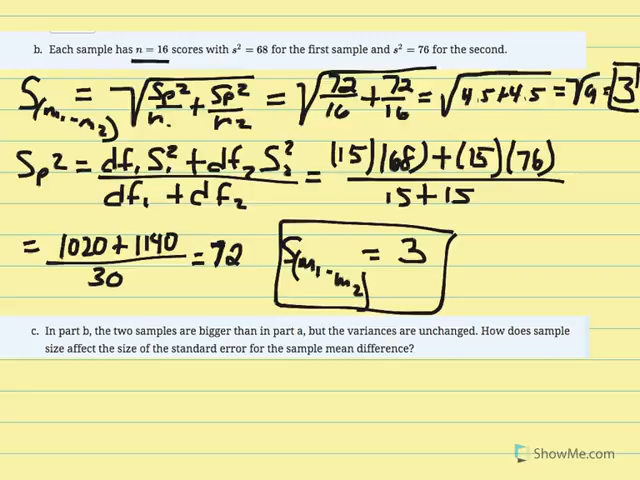 b. Each sample has n = 16 scores with s² = 68 for the first sample and s² = 76 for the second.
S(m₁-m₂) = √(Sp²/n₁ + Sp²/n₂) = √(72/16 + 72/16) = √(4.5+4.5) = √9 = 3
Sp² = (df₁ S₁² + df₂ S₂²)/(df₁ + df₂) = ((15)(68) + (15)(76))/(15 + 15)
= (1020 + 1140)/30 = 72 S(m₁-m₂) = 3
c. In part b, the two samples are bigger than in part a, but the variances are unchanged. How does sample
size affect the size of the standard error for the sample mean difference?
ShowMe.com